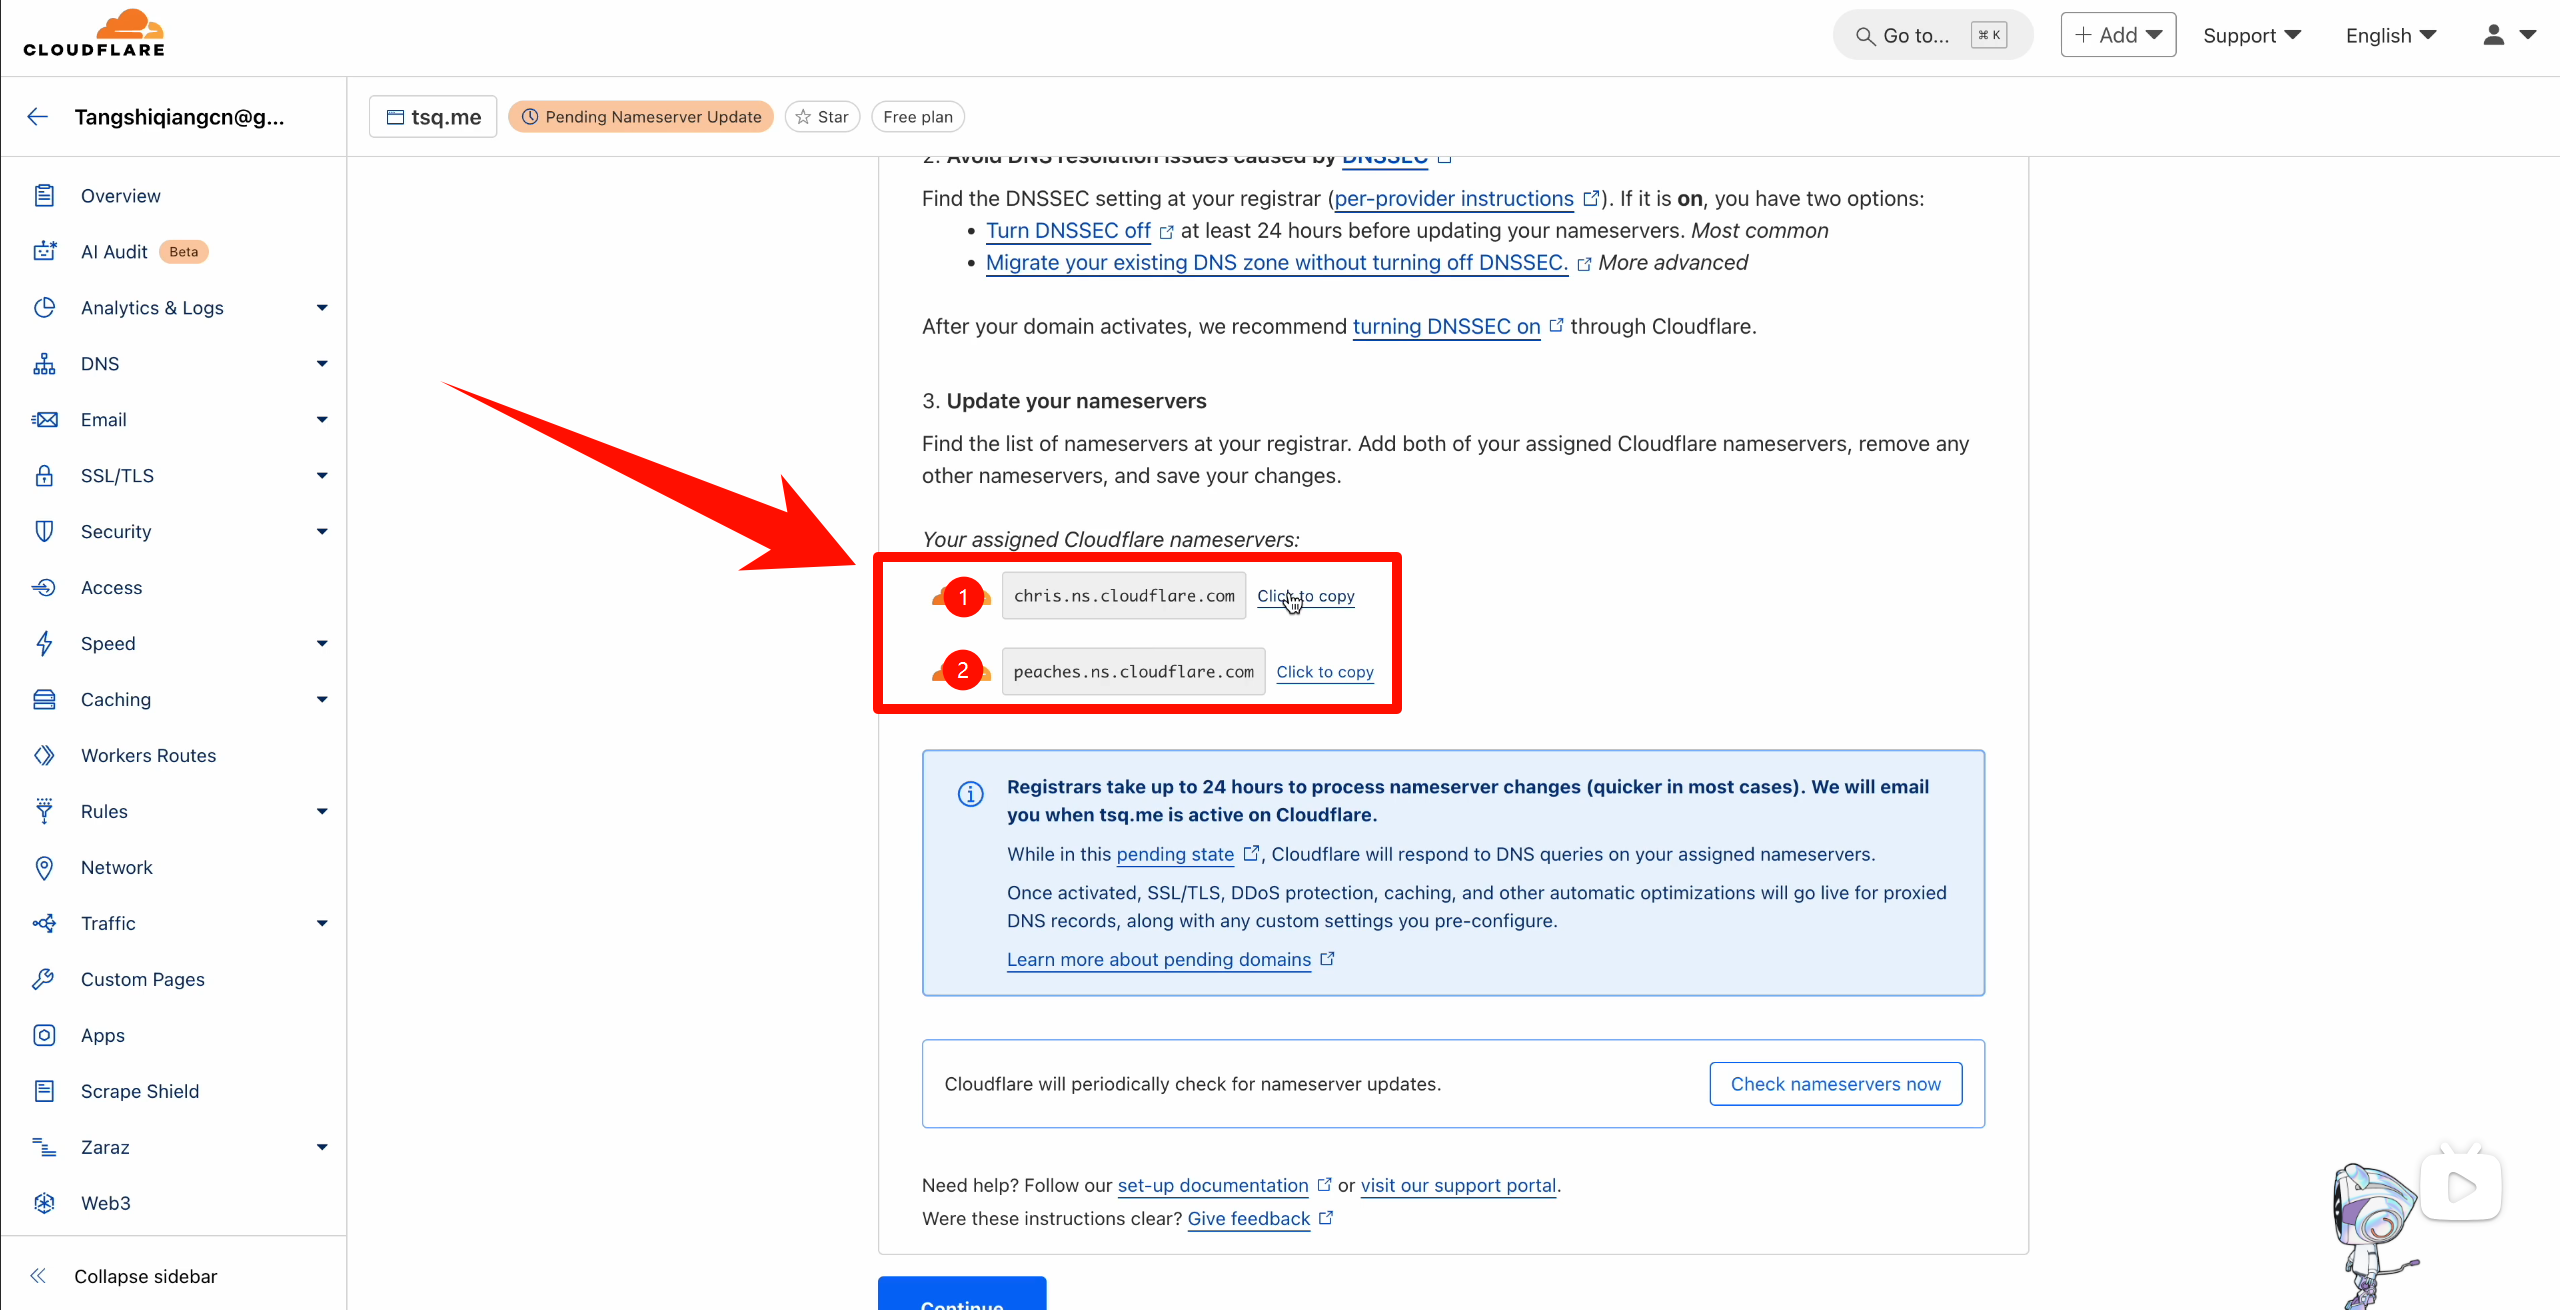 CLOUDFLARE
Go to... ⌘ K
+ Add
Support
English
Tangshiqiangcn@g...
tsq.me
Pending Nameserver Update
Star
Free plan
Overview
AI Audit Beta
Analytics & Logs
DNS
Email
SSL/TLS
Security
Access
Speed
Caching
Workers Routes
Rules
Network
Traffic
Custom Pages
Apps
Scrape Shield
Zaraz
Web3
Collapse sidebar
2. Avoid DNS resolution issues caused by DNSSEC
Find the DNSSEC setting at your registrar (per-provider instructions). If it is on, you have two options:
• Turn DNSSEC off at least 24 hours before updating your nameservers. Most common
• Migrate your existing DNS zone without turning off DNSSEC. More advanced
After your domain activates, we recommend turning DNSSEC on through Cloudflare.
3. Update your nameservers
Find the list of nameservers at your registrar. Add both of your assigned Cloudflare nameservers, remove any
other nameservers, and save your changes.
Your assigned Cloudflare nameservers:
1 chris.ns.cloudflare.com Click to copy
2 peaches.ns.cloudflare.com Click to copy
Registrars take up to 24 hours to process nameserver changes (quicker in most cases). We will email
you when tsq.me is active on Cloudflare.
While in this pending state, Cloudflare will respond to DNS queries on your assigned nameservers.
Once activated, SSL/TLS, DDoS protection, caching, and other automatic optimizations will go live for proxied
DNS records, along with any custom settings you pre-configure.
Learn more about pending domains
Cloudflare will periodically check for nameserver updates.
Check nameservers now
Need help? Follow our set-up documentation or visit our support portal.
Were these instructions clear? Give feedback
Continue